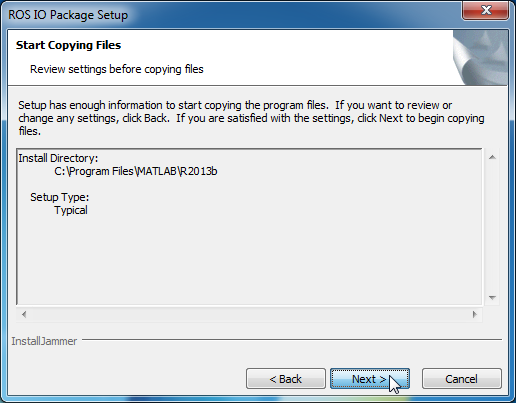 ROS IO Package Setup
Start Copying Files
Review settings before copying files
Setup has enough information to start copying the program files. If you want to review or
change any settings, click Back. If you are satisfied with the settings, click Next to begin copying
files.
Install Directory:
C:\Program Files\MATLAB\R2013b
Setup Type:
Typical
InstallJammer
< Back
Next >
Cancel